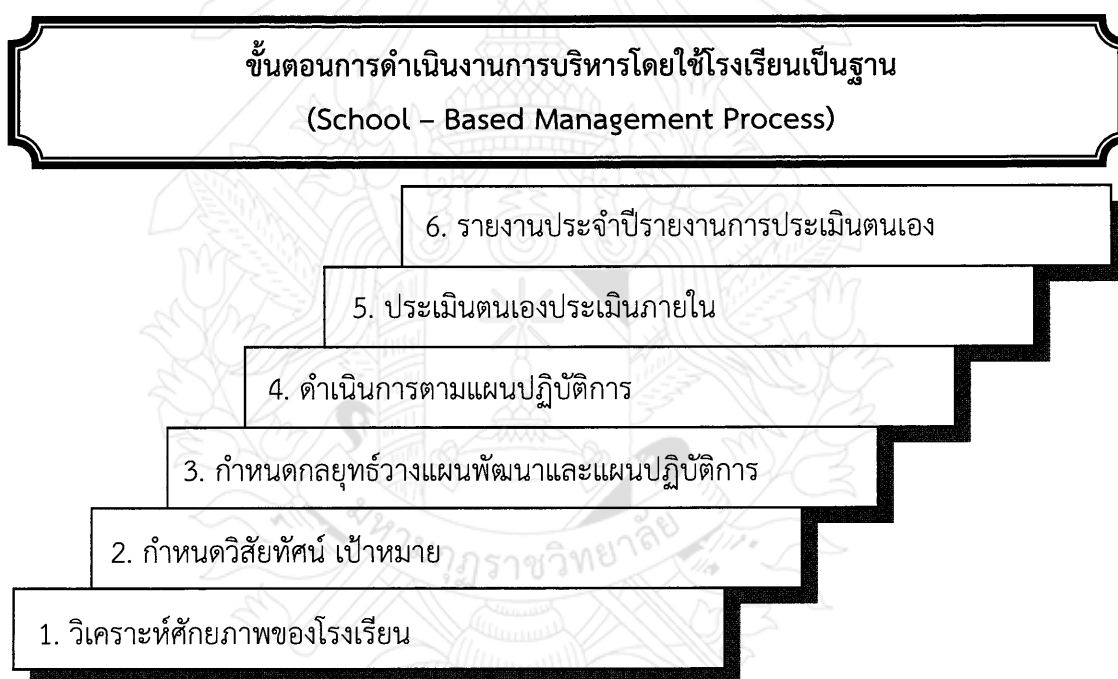 ขั้นตอนการดำเนินงานการบริหารโดยใช้โรงเรียนเป็นฐาน
(School – Based Management Process)
6. รายงานประจำปีรายงานการประเมินตนเอง
5. ประเมินตนเองประเมินภายใน
4. ดำเนินการตามแผนปฏิบัติการ
3. กำหนดกลยุทธ์วางแผนพัฒนาและแผนปฏิบัติการ
2. กำหนดวิสัยทัศน์ เป้าหมาย
1. วิเคราะห์ศักยภาพของโรงเรียน